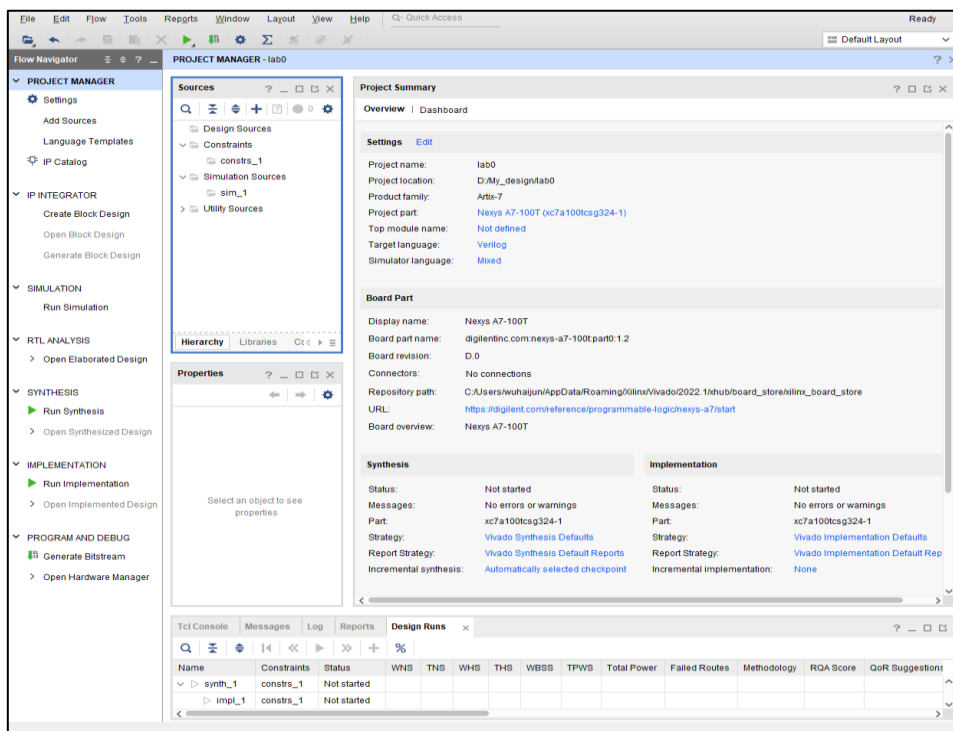 File Edit Flow Tools Reports Window Layout View Help Q- Quick Access Ready
Default Layout
Flow Navigator ? _
PROJECT MANAGER - lab0 ?
PROJECT MANAGER
Settings
Add Sources
Language Templates
IP Catalog
IP INTEGRATOR
Create Block Design
Open Block Design
Generate Block Design
SIMULATION
Run Simulation
RTL ANALYSIS
Open Elaborated Design
SYNTHESIS
Run Synthesis
Open Synthesized Design
IMPLEMENTATION
Run Implementation
Open Implemented Design
PROGRAM AND DEBUG
Generate Bitstream
Open Hardware Manager
Sources
0
Design Sources
Constraints
constrs_1
Simulation Sources
sim_1
Utility Sources
Hierarchy Libraries
Properties
Select an object to see
properties
Project Summary
Overview | Dashboard
Settings Edit
Project name: lab0
Project location: D:/My_design/lab0
Product family: Artix-7
Project part: Nexys A7-100T (xc7a100tcsg324-1)
Top module name: Not defined
Target language: Verilog
Simulator language: Mixed
Board Part
Display name: Nexys A7-100T
Board part name: digilentinc.com:nexys-a7-100t:part0:1.2
Board revision: D.0
Connectors: No connections
Repository path: C:/Users/wuhaijun/AppData/Roaming/Xilinx/Vivado/2022.1/xhub/board_store/xilinx_board_store
URL: https://digilent.com/reference/programmable-logic/nexys-a7/start
Board overview: Nexys A7-100T
Synthesis
Status: Not started
Messages: No errors or warnings
Part: xc7a100tcsg324-1
Strategy: Vivado Synthesis Defaults
Report Strategy: Vivado Synthesis Default Reports
Incremental synthesis: Automatically selected checkpoint
Implementation
Status: Not started
Messages: No errors or warnings
Part: xc7a100tcsg324-1
Strategy: Vivado Implementation Defaults
Report Strategy: Vivado Implementation Default Rep
Incremental implementation: None
Tcl Console Messages Log Reports Design Runs
Name Constraints Status WNS TNS WHS THS WBSS TPWS Total Power Failed Routes Methodology RQA Score QoR Suggestions
synth_1 constrs_1 Not started
impl_1 constrs_1 Not started